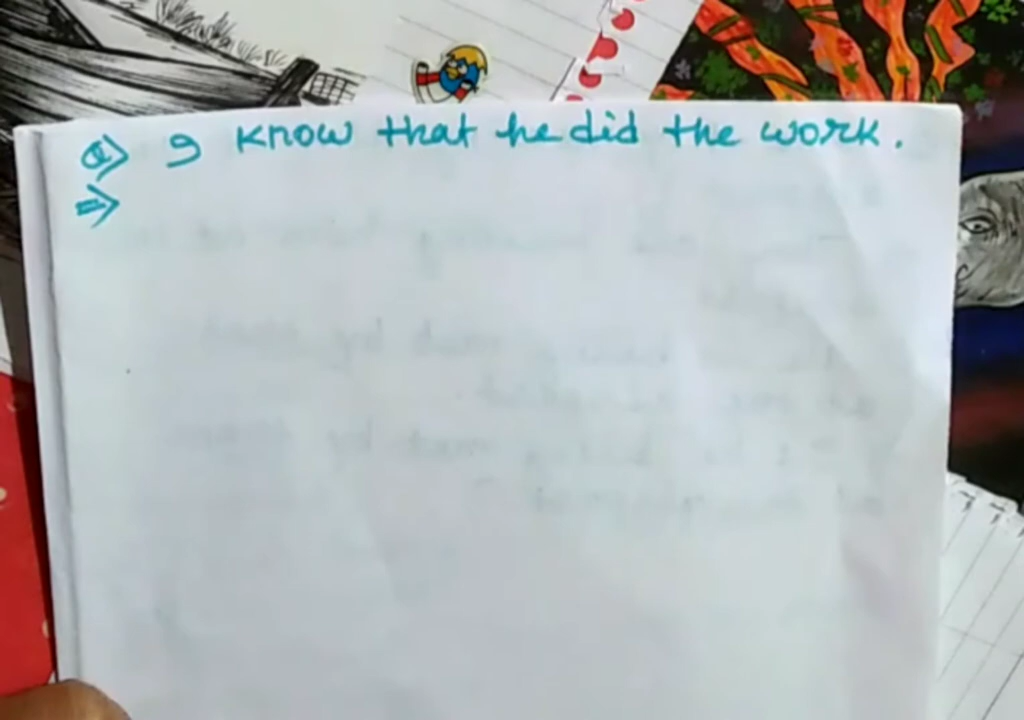 Q) I know that he did the work.
⇒